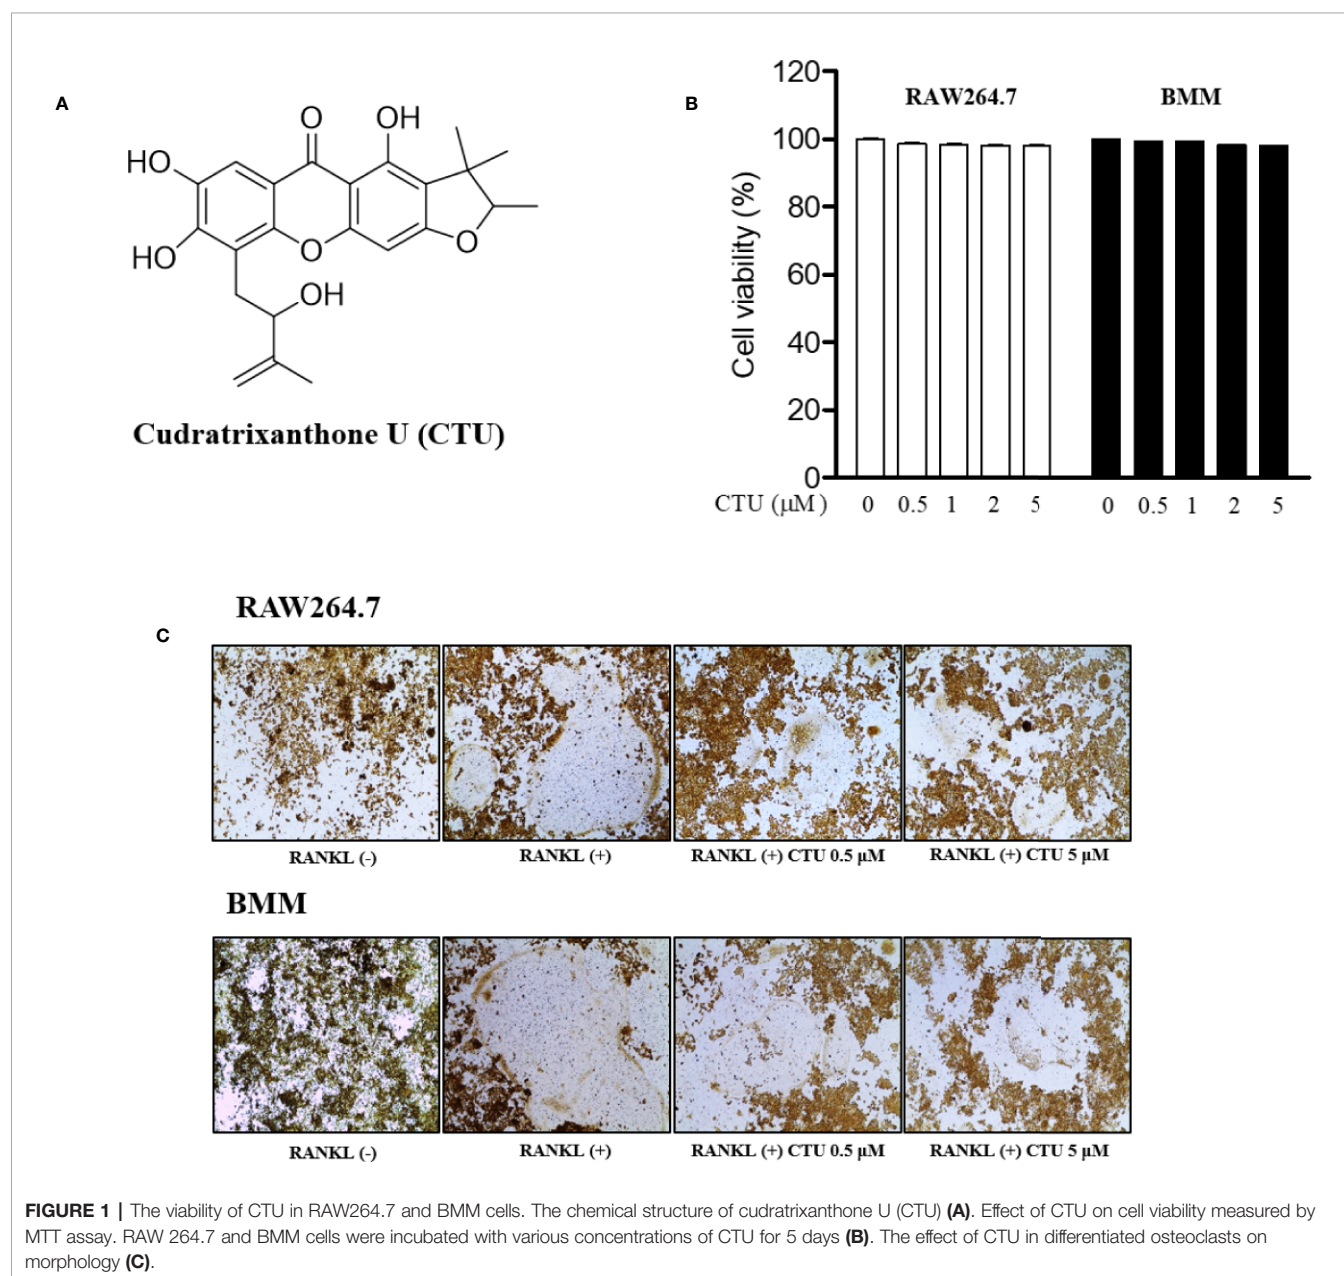 A
O
OH
HO
HO
O
O
OH
Cudratrixanthone U (CTU)
B
RAW264.7 BMM
Cell viability (%)
120
100
80
60
40
20
0
CTU (μM) 0 0.5 1 2 5 0 0.5 1 2 5
RAW264.7
C
RANKL (-) RANKL (+) RANKL (+) CTU 0.5 μM RANKL (+) CTU 5 μM
BMM
RANKL (-) RANKL (+) RANKL (+) CTU 0.5 μM RANKL (+) CTU 5 μM
FIGURE 1 | The viability of CTU in RAW264.7 and BMM cells. The chemical structure of cudratrixanthone U (CTU) (A). Effect of CTU on cell viability measured by
MTT assay. RAW 264.7 and BMM cells were incubated with various concentrations of CTU for 5 days (B). The effect of CTU in differentiated osteoclasts on
morphology (C).